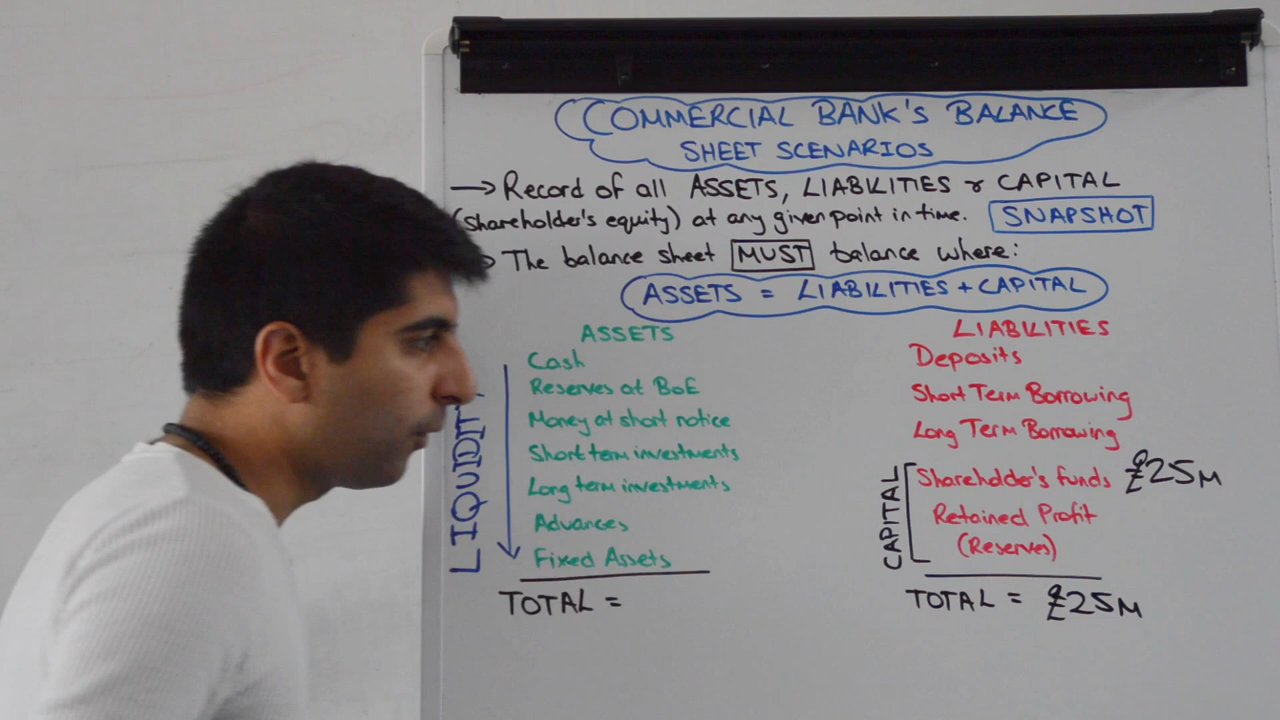 COMMERCIAL BANK'S BALANCE
SHEET SCENARIOS
→ Record of all ASSETS, LIABILITIES & CAPITAL
(shareholder's equity) at any given point in time. SNAPSHOT
The balance sheet MUST balance where:
ASSETS = LIABILITIES + CAPITAL
ASSETS
LIQUIDITY
Cash
Reserves at BoE
Money at short notice
Short term investments
Long term investments
Advances
Fixed Assets
TOTAL =
LIABILITIES
Deposits
Short Term Borrowing
Long Term Borrowing
CAPITAL
Shareholder's funds £25M
Retained Profit
(Reserves)
TOTAL = £25M